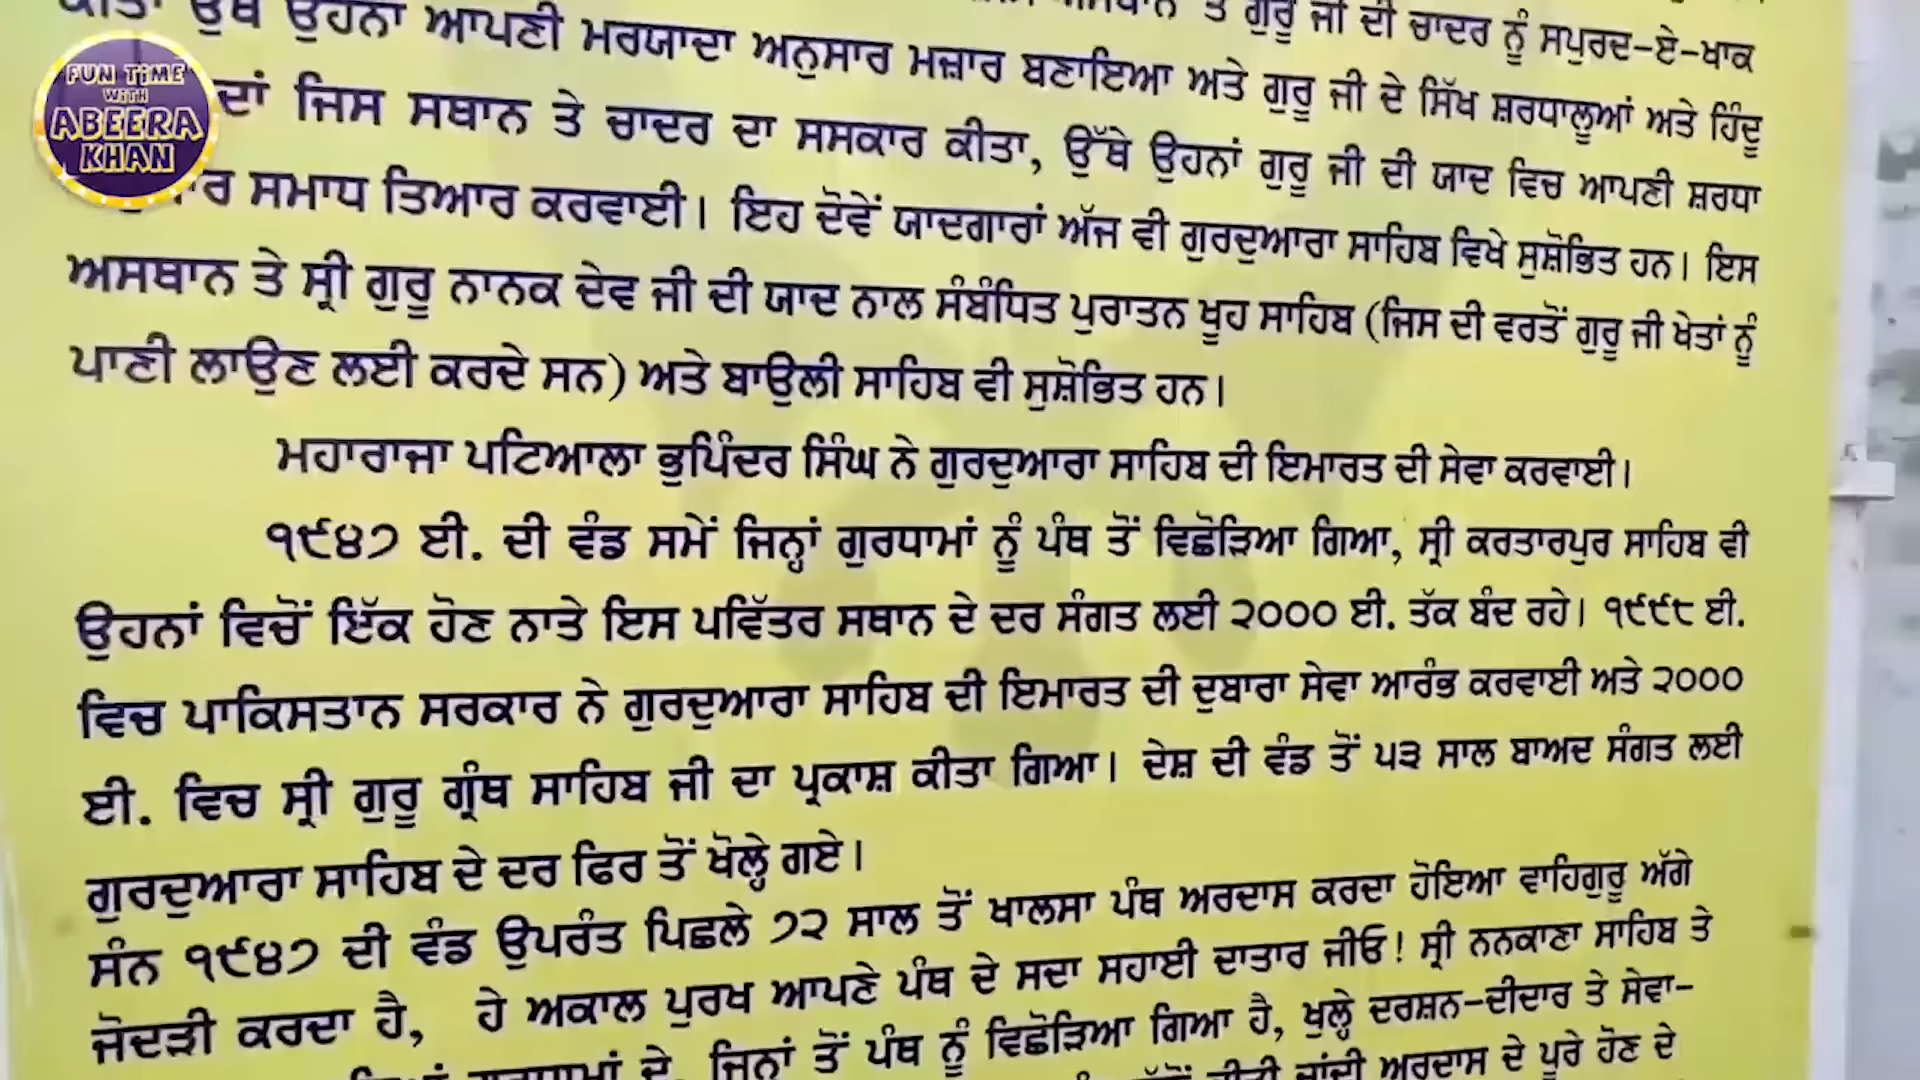 FUN TIME
WITH
ABEERA
KHAN
ਤੇ ਗੁਰੂ ਜੀ ਦੀ ਚਾਦਰ ਨੂੰ ਸਪੁਰਦ-ਏ-ਖਾਕ
ਕੀਤਾ ਉਥੇ ਉਹਨਾਂ ਆਪਣੀ ਮਰਯਾਦਾ ਅਨੁਸਾਰ ਮਜ਼ਾਰ ਬਣਾਇਆ ਅਤੇ ਗੁਰੂ ਜੀ ਦੇ ਸਿੱਖ ਸ਼ਰਧਾਲੂਆਂ ਅਤੇ ਹਿੰਦੂ
ਜਿਸ ਸਥਾਨ ਤੇ ਚਾਦਰ ਦਾ ਸਸਕਾਰ ਕੀਤਾ, ਉੱਥੇ ਉਹਨਾਂ ਗੁਰੂ ਜੀ ਦੀ ਯਾਦ ਵਿਚ ਆਪਣੀ ਸ਼ਰਧਾ
ਸਮਾਧ ਤਿਆਰ ਕਰਵਾਈ। ਇਹ ਦੋਵੇਂ ਯਾਦਗਾਰਾਂ ਅੱਜ ਵੀ ਗੁਰਦੁਆਰਾ ਸਾਹਿਬ ਵਿਖੇ ਸੁਸ਼ੋਭਿਤ ਹਨ। ਇਸ
ਅਸਥਾਨ ਤੇ ਸ੍ਰੀ ਗੁਰੂ ਨਾਨਕ ਦੇਵ ਜੀ ਦੀ ਯਾਦ ਨਾਲ ਸੰਬੰਧਿਤ ਪੁਰਾਤਨ ਖੂਹ ਸਾਹਿਬ (ਜਿਸ ਦੀ ਵਰਤੋਂ ਗੁਰੂ ਜੀ ਖੇਤਾਂ ਨੂੰ
ਪਾਣੀ ਲਾਉਣ ਲਈ ਕਰਦੇ ਸਨ) ਅਤੇ ਬਾਉਲੀ ਸਾਹਿਬ ਵੀ ਸੁਸ਼ੋਭਿਤ ਹਨ।
ਮਹਾਰਾਜਾ ਪਟਿਆਲਾ ਭੁਪਿੰਦਰ ਸਿੰਘ ਨੇ ਗੁਰਦੁਆਰਾ ਸਾਹਿਬ ਦੀ ਇਮਾਰਤ ਦੀ ਸੇਵਾ ਕਰਵਾਈ।
੧੯੪੭ ਈ. ਦੀ ਵੰਡ ਸਮੇਂ ਜਿਨ੍ਹਾਂ ਗੁਰਧਾਮਾਂ ਨੂੰ ਪੰਥ ਤੋਂ ਵਿਛੋੜਿਆ ਗਿਆ, ਸ੍ਰੀ ਕਰਤਾਰਪੁਰ ਸਾਹਿਬ ਵੀ
ਉਹਨਾਂ ਵਿਚੋਂ ਇੱਕ ਹੋਣ ਨਾਤੇ ਇਸ ਪਵਿੱਤਰ ਸਥਾਨ ਦੇ ਦਰ ਸੰਗਤ ਲਈ ੨੦੦੦ ਈ. ਤੱਕ ਬੰਦ ਰਹੇ। ੧੯੯੮ ਈ.
ਵਿਚ ਪਾਕਿਸਤਾਨ ਸਰਕਾਰ ਨੇ ਗੁਰਦੁਆਰਾ ਸਾਹਿਬ ਦੀ ਇਮਾਰਤ ਦੀ ਦੁਬਾਰਾ ਸੇਵਾ ਆਰੰਭ ਕਰਵਾਈ ਅਤੇ ੨੦੦੦
ਈ. ਵਿਚ ਸ੍ਰੀ ਗੁਰੂ ਗ੍ਰੰਥ ਸਾਹਿਬ ਜੀ ਦਾ ਪ੍ਰਕਾਸ਼ ਕੀਤਾ ਗਿਆ। ਦੇਸ਼ ਦੀ ਵੰਡ ਤੋਂ ੫੩ ਸਾਲ ਬਾਅਦ ਸੰਗਤ ਲਈ
ਗੁਰਦੁਆਰਾ ਸਾਹਿਬ ਦੇ ਦਰ ਫਿਰ ਤੋਂ ਖੋਲ੍ਹੇ ਗਏ।
ਸੰਨ ੧੯੪੭ ਦੀ ਵੰਡ ਉਪਰੰਤ ਪਿਛਲੇ ੭੨ ਸਾਲ ਤੋਂ ਖਾਲਸਾ ਪੰਥ ਅਰਦਾਸ ਕਰਦਾ ਹੋਇਆ ਵਾਹਿਗੁਰੂ ਅੱਗੇ
ਜੋਦੜੀ ਕਰਦਾ ਹੈ, ਹੇ ਅਕਾਲ ਪੁਰਖ ਆਪਣੇ ਪੰਥ ਦੇ ਸਦਾ ਸਹਾਈ ਦਾਤਾਰ ਜੀਓ! ਸ੍ਰੀ ਨਨਕਾਣਾ ਸਾਹਿਬ ਤੇ
ਦੇ, ਜਿਨ੍ਹਾਂ ਤੋਂ ਪੰਥ ਨੂੰ ਵਿਛੋੜਿਆ ਗਿਆ ਹੈ, ਖੁਲ੍ਹੇ ਦਰਸ਼ਨ-ਦੀਦਾਰ ਤੇ ਸੇਵਾ-
ਅਰਦਾਸ ਦੇ ਪੂਰੇ ਹੋਣ ਦੇ